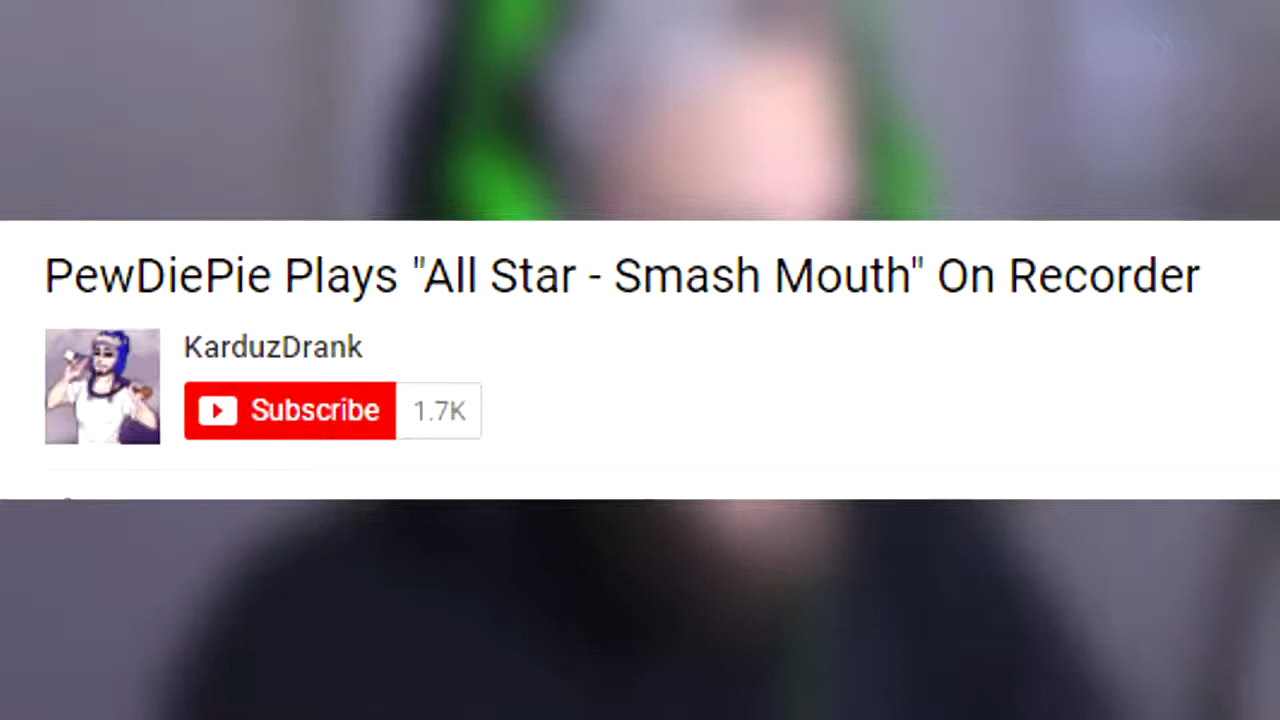 PewDiePie Plays "All Star - Smash Mouth" On Recorder
KarduzDrank
Subscribe 1.7K